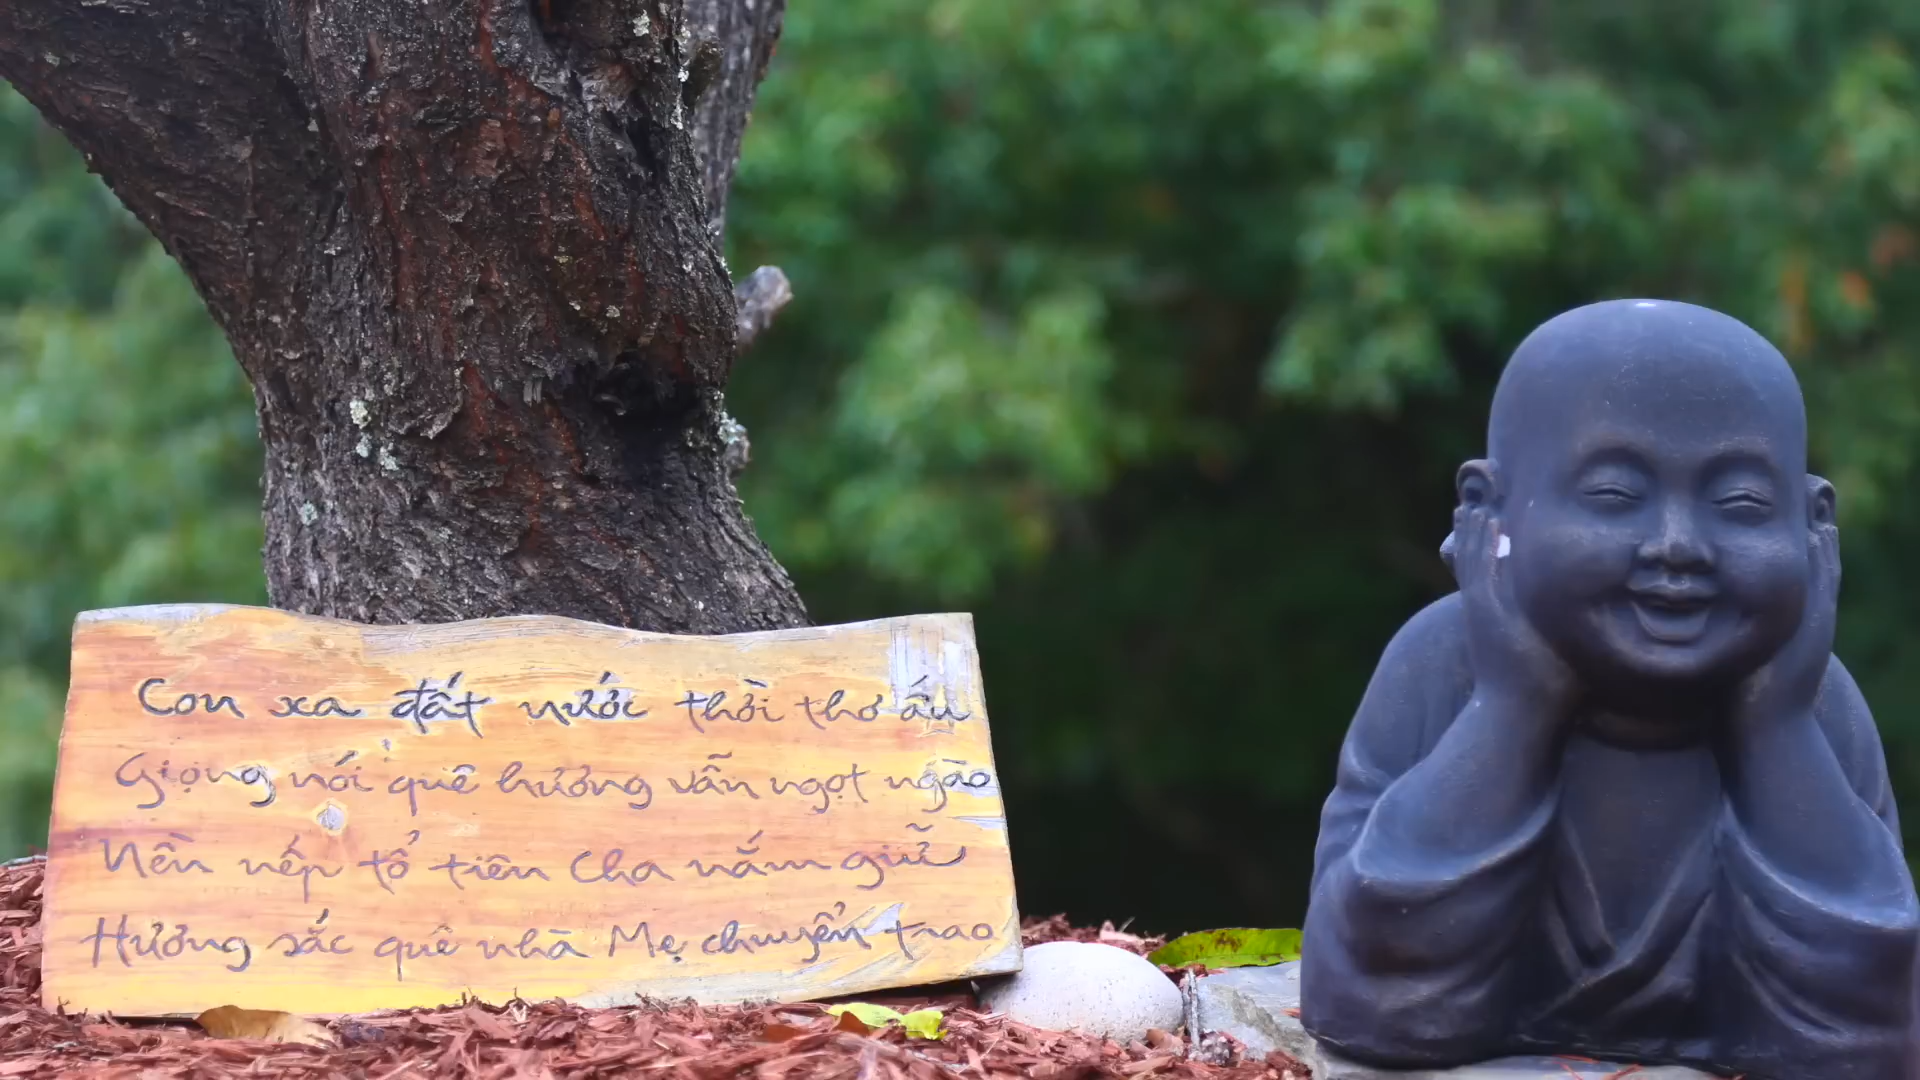 Con xa đất nước thời thơ ấu
Giọng nói quê hương vẫn ngọt ngào
Nền nếp tổ tiên Cha nắm giữ
Hương sắc quê nhà Mẹ chuyển trao